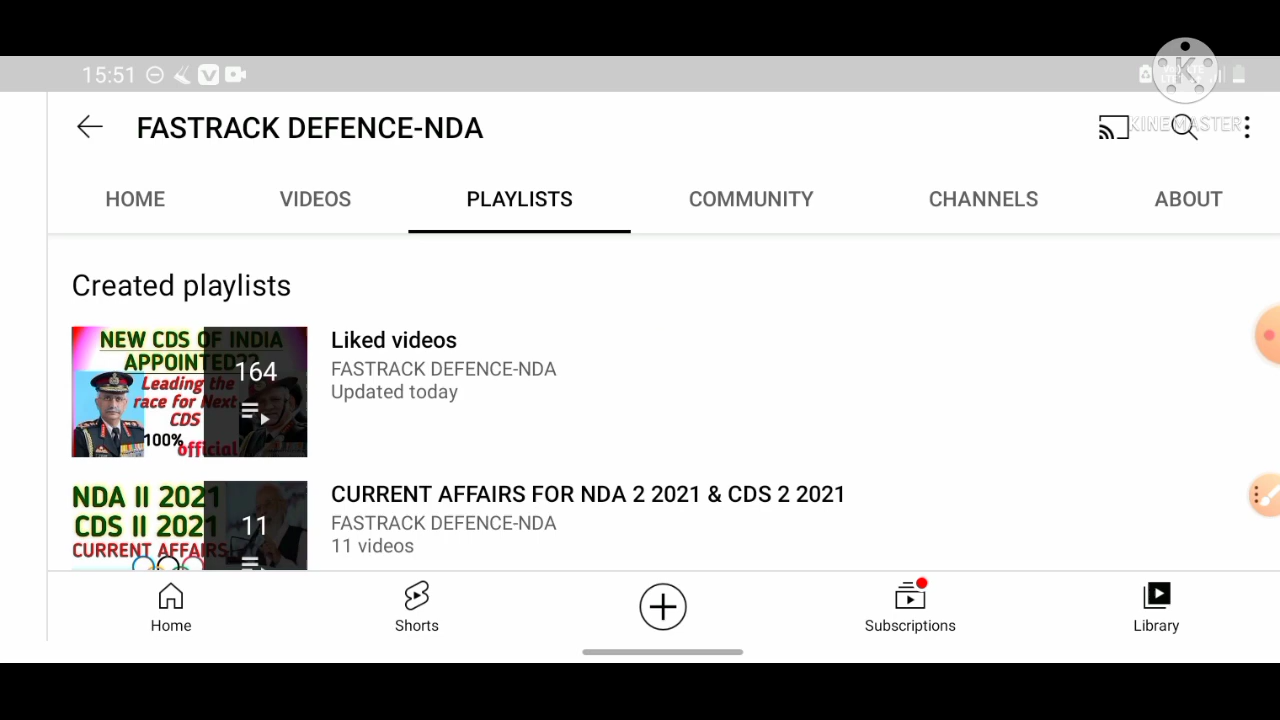 15:51
FASTRACK DEFENCE-NDA
KINEMASTER
HOME VIDEOS PLAYLISTS COMMUNITY CHANNELS ABOUT
Created playlists
NEW CDS OF INDIA
APPOINTED??
Leading the
race for Next
CDS
100%
official
164
Liked videos
FASTRACK DEFENCE-NDA
Updated today
NDA II 2021
CDS II 2021
CURRENT AFFAIRS
11
CURRENT AFFAIRS FOR NDA 2 2021 & CDS 2 2021
FASTRACK DEFENCE-NDA
11 videos
Home Shorts Subscriptions Library